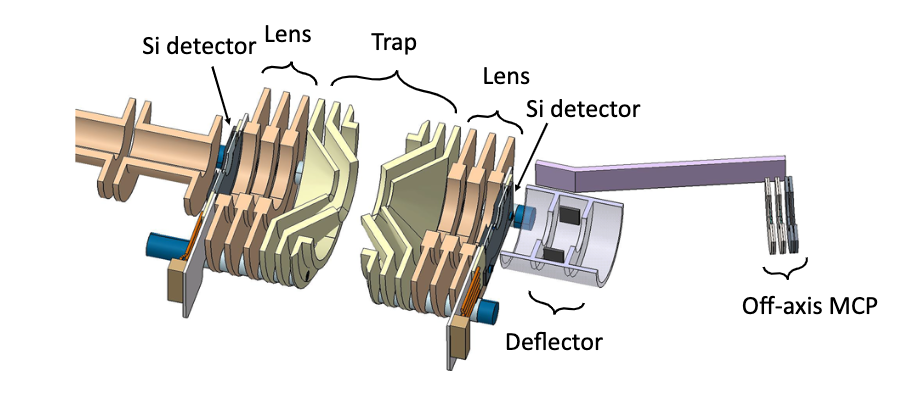 Si detector
Lens
Trap
Lens
Si detector
Off-axis MCP
Deflector